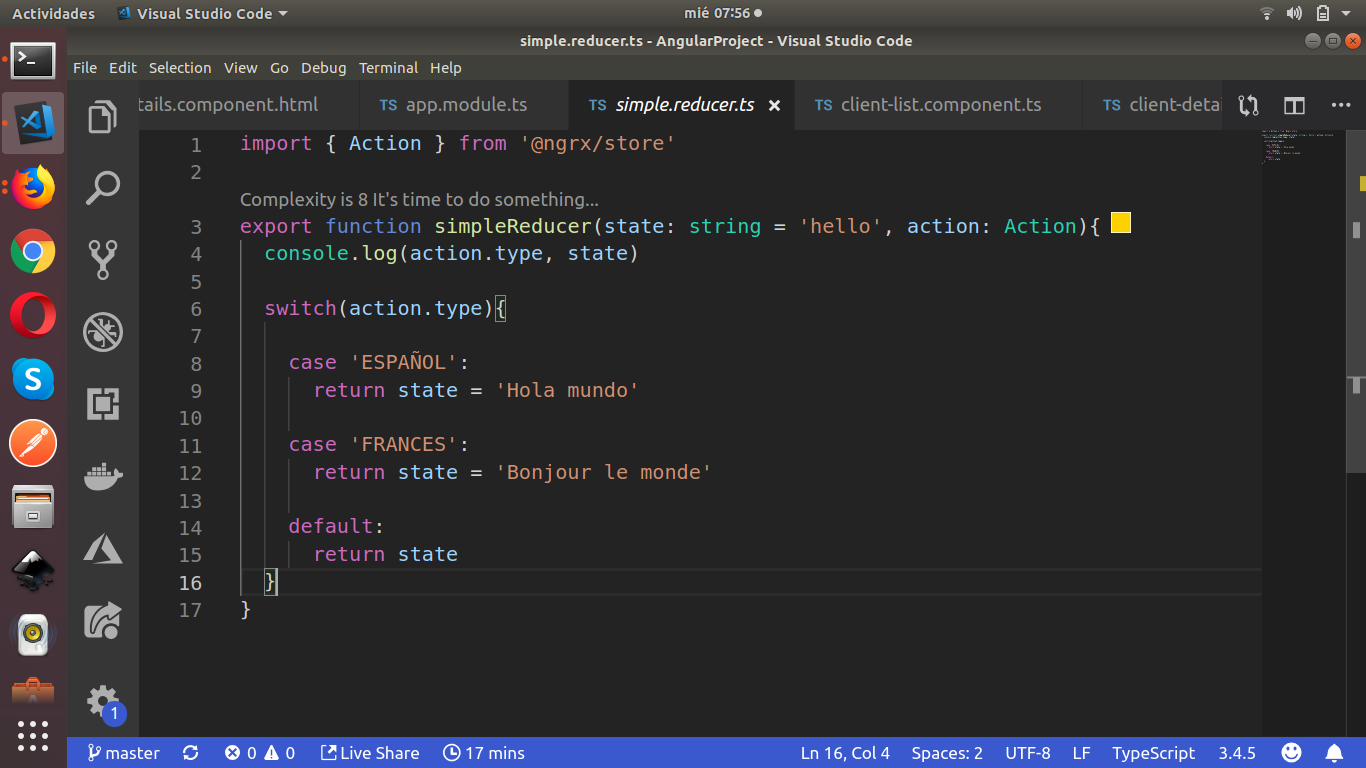 Actividades Visual Studio Code mié 07:56
simple.reducer.ts - AngularProject - Visual Studio Code
File Edit Selection View Go Debug Terminal Help
tails.component.html TS app.module.ts TS simple.reducer.ts × TS client-list.component.ts TS client-detai
1 import { Action } from '@ngrx/store'
2
Complexity is 8 It's time to do something...
3 export function simpleReducer(state: string = 'hello', action: Action){
4 console.log(action.type, state)
5
6 switch(action.type){
7
8 case 'ESPAÑOL':
9 return state = 'Hola mundo'
10
11 case 'FRANCES':
12 return state = 'Bonjour le monde'
13
14 default:
15 return state
16 }
17 }
1
master 0 0 Live Share 17 mins Ln 16, Col 4 Spaces: 2 UTF-8 LF TypeScript 3.4.5